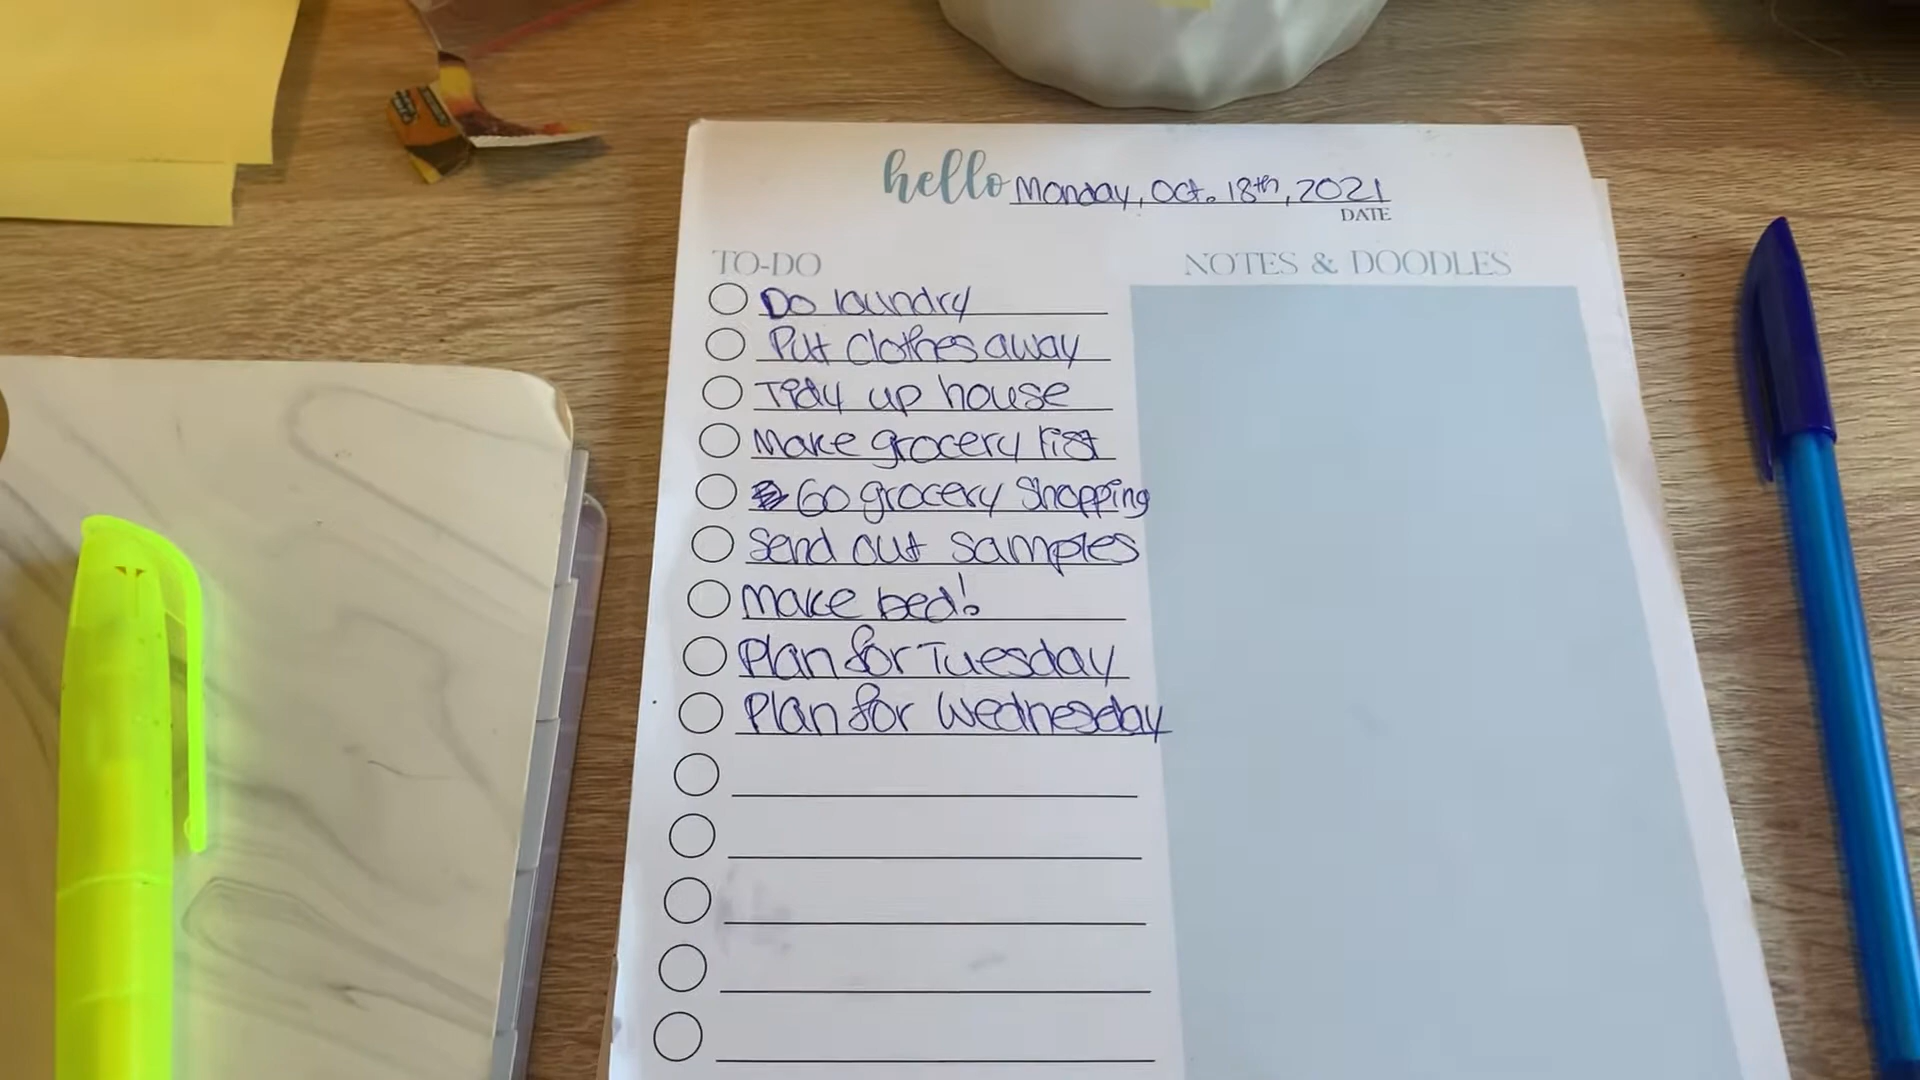 hello Monday, Oct. 18th, 2021
DATE
TO-DO
NOTES & DOODLES
Do laundry
Put clothes away
Tidy up house
Make grocery list
Go grocery shopping
Send out samples
Make bed!
Plan for Tuesday
Plan for Wednesday